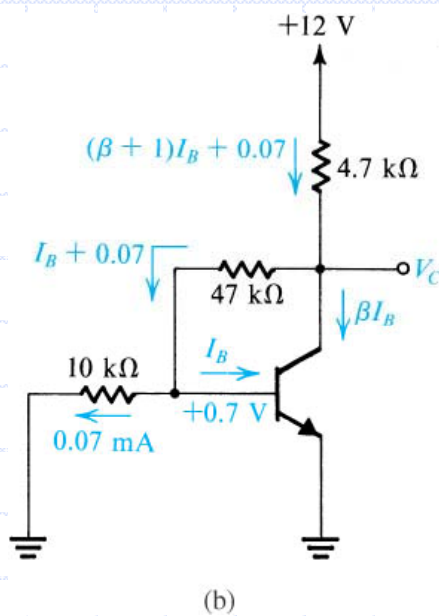 +12 V
(β + 1)I_B + 0.07
4.7 kΩ
I_B + 0.07
V_C
47 kΩ
βI_B
I_B
10 kΩ
+0.7 V
0.07 mA
(b)